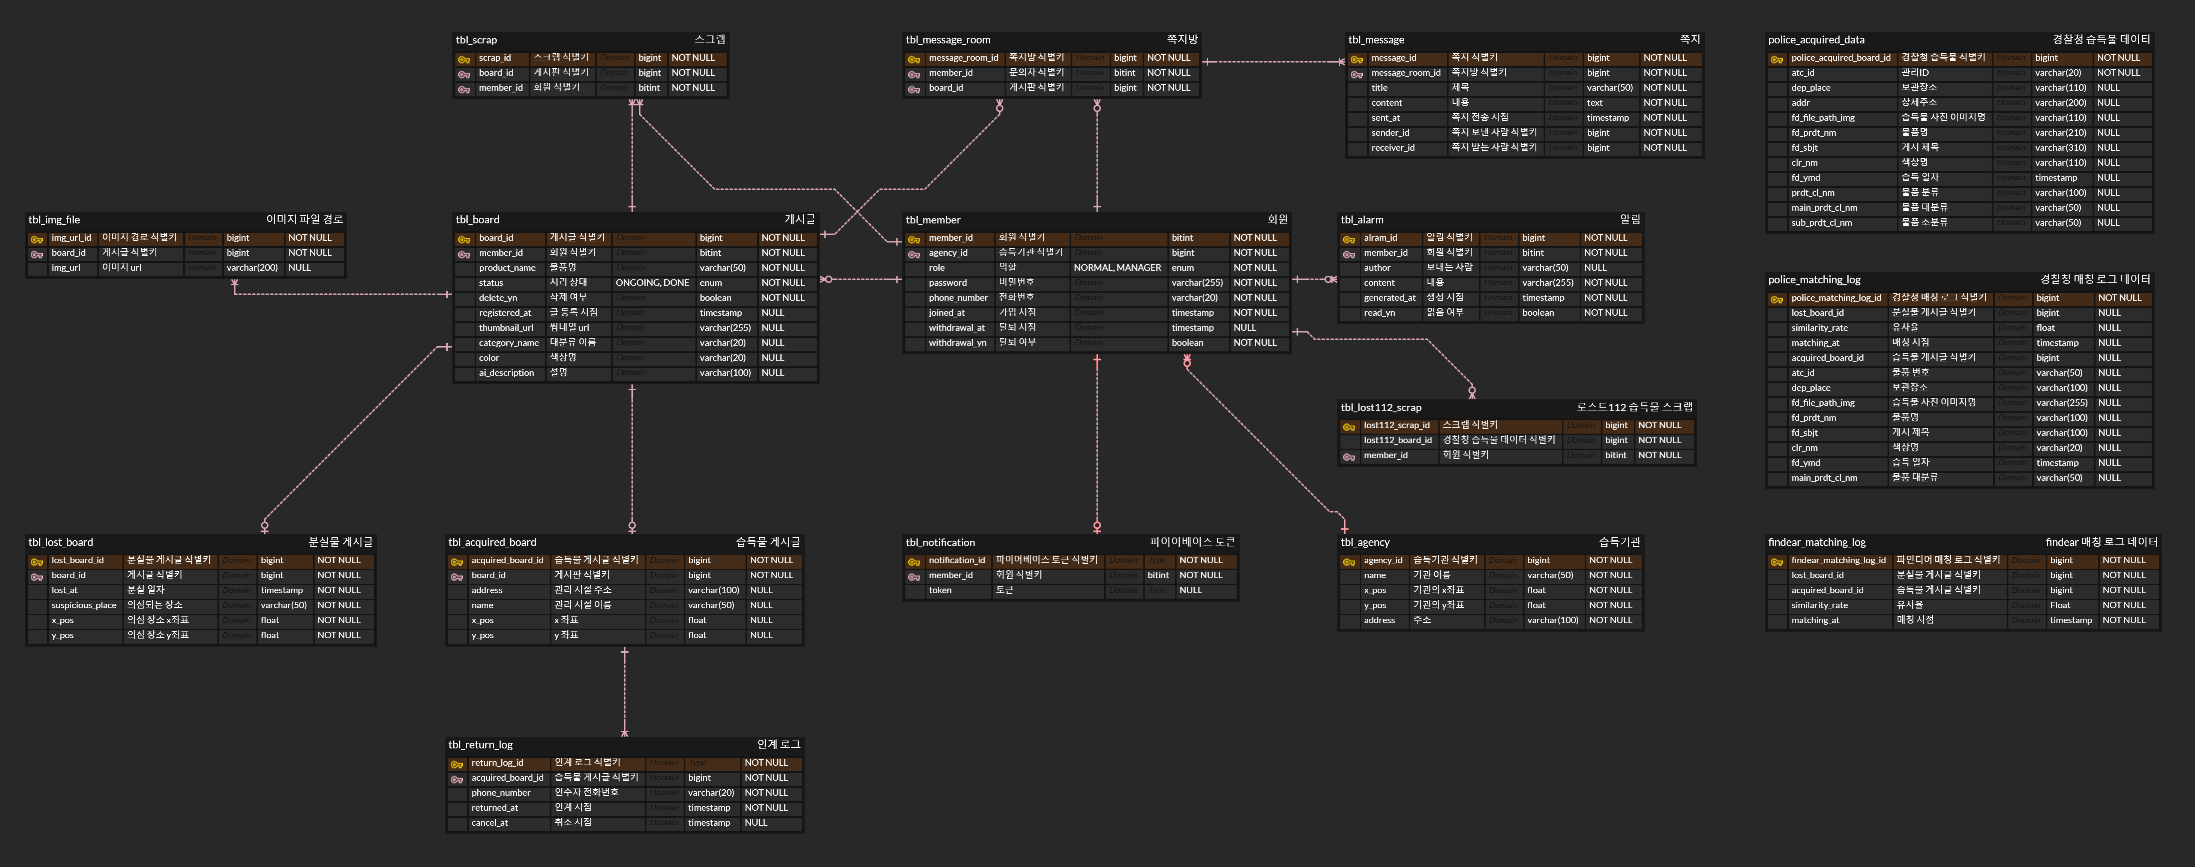 tbl_scrap 스크랩
scrap_id 스크랩 식별키 Domain bigint NOT NULL
board_id 게시판 식별키 Domain bigint NOT NULL
member_id 회원 식별키 Domain bitint NOT NULL
tbl_message_room 쪽지방
message_room_id 쪽지방 식별키 Domain bigint NOT NULL
member_id 문의자 식별키 Domain bitint NOT NULL
board_id 게시판 식별키 Domain bigint NOT NULL
tbl_message 쪽지
message_id 쪽지 식별키 Domain bigint NOT NULL
message_room_id 쪽지방 식별키 Domain bigint NOT NULL
title 제목 Domain varchar(50) NOT NULL
content 내용 Domain text NOT NULL
sent_at 쪽지 전송 시점 Domain timestamp NOT NULL
sender_id 쪽지 보낸 사람 식별키 Domain bigint NOT NULL
receiver_id 쪽지 받는 사람 식별키 Domain bigint NOT NULL
police_acquired_data 경찰청 습득물 데이터
police_acquired_board_id 경찰청 습득물 식별키 Domain bigint NOT NULL
atc_id 관리ID Domain varchar(20) NOT NULL
dep_place 보관장소 Domain varchar(110) NULL
addr 상세주소 Domain varchar(200) NULL
fd_file_path_img 습득물 사진 이미지명 Domain varchar(110) NULL
fd_prdt_nm 물품명 Domain varchar(210) NULL
fd_sbjt 게시 제목 Domain varchar(310) NULL
clr_nm 색상명 Domain varchar(110) NULL
fd_ymd 습득 일자 Domain timestamp NULL
prdt_cl_nm 물품 분류 Domain varchar(100) NULL
main_prdt_cl_nm 물품 대분류 Domain varchar(50) NULL
sub_prdt_cl_nm 물품 소분류 Domain varchar(50) NULL
tbl_img_file 이미지 파일 경로
img_url_id 이미지 경로 식별키 Domain bigint NOT NULL
board_id 게시글 식별키 Domain bigint NOT NULL
img_url 이미지 url Domain varchar(200) NULL
tbl_board 게시글
board_id 게시글 식별키 Domain bigint NOT NULL
member_id 회원 식별키 Domain bitint NOT NULL
product_name 물품명 Domain varchar(50) NOT NULL
status 처리 상태 ONGOING, DONE enum NOT NULL
delete_yn 삭제 여부 Domain boolean NOT NULL
registered_at 글 등록 시점 Domain timestamp NULL
thumbnail_url 썸네일 url Domain varchar(255) NULL
category_name 대분류 이름 Domain varchar(20) NULL
color 색상명 Domain varchar(20) NULL
ai_description 설명 Domain varchar(100) NULL
tbl_member 회원
member_id 회원 식별키 Domain bitint NOT NULL
agency_id 습득기관 식별키 Domain bigint NOT NULL
role 역할 NORMAL, MANAGER enum NOT NULL
password 비밀번호 Domain varchar(255) NOT NULL
phone_number 전화번호 Domain varchar(20) NOT NULL
joined_at 가입 시점 Domain timestamp NOT NULL
withdrawal_at 탈퇴 시점 Domain timestamp NULL
withdrawal_yn 탈퇴 여부 Domain boolean NOT NULL
tbl_alarm 알림
alram_id 알림 식별키 Domain bigint NOT NULL
member_id 회원 식별키 Domain bitint NOT NULL
author 보내는 사람 Domain varchar(50) NULL
content 내용 Domain varchar(255) NOT NULL
generated_at 생성 시점 Domain timestamp NOT NULL
read_yn 읽음 여부 Domain boolean NOT NULL
police_matching_log 경찰청 매칭 로그 데이터
police_matching_log_id 경찰청 매칭 로그 식별키 Domain bigint NOT NULL
lost_board_id 분실물 게시글 식별키 Domain bigint NULL
similarity_rate 유사율 Domain float NULL
matching_at 매칭 시점 Domain timestamp NULL
acquired_board_id 습득물 게시글 식별키 Domain bigint NULL
atc_id 물품 번호 Domain varchar(50) NULL
dep_place 보관장소 Domain varchar(100) NULL
fd_file_path_img 습득물 사진 이미지명 Domain varchar(255) NULL
fd_prdt_nm 물품명 Domain varchar(100) NULL
fd_sbjt 게시 제목 Domain varchar(100) NULL
clr_nm 색상명 Domain varchar(20) NULL
fd_ymd 습득 일자 Domain timestamp NULL
main_prdt_cl_nm 물품 대분류 Domain varchar(50) NULL
tbl_lost112_scrap 로스트112 습득물 스크랩
lost112_scrap_id 스크랩 식별키 Domain bigint NOT NULL
lost112_board_id 경찰청 습득물 데이터 식별키 Domain bigint NOT NULL
member_id 회원 식별키 Domain bitint NOT NULL
tbl_lost_board 분실물 게시글
lost_board_id 분실물 게시글 식별키 Domain bigint NOT NULL
board_id 게시글 식별키 Domain bigint NOT NULL
lost_at 분실 일자 Domain timestamp NOT NULL
suspicious_place 의심되는 장소 Domain varchar(50) NOT NULL
x_pos 의심 장소 x좌표 Domain float NOT NULL
y_pos 의심 장소 y좌표 Domain float NOT NULL
tbl_acquired_board 습득물 게시글
acquired_board_id 습득물 게시글 식별키 Domain bigint NOT NULL
board_id 게시판 식별키 Domain bigint NOT NULL
address 관리 시설 주소 Domain varchar(100) NULL
name 관리 시설 이름 Domain varchar(50) NULL
x_pos x 좌표 Domain float NULL
y_pos y 좌표 Domain float NULL
tbl_notification 파이어베이스 토큰
notification_id 파이어베이스 토큰 식별키 Domain Type NOT NULL
member_id 회원 식별키 Domain bitint NOT NULL
token 토큰 Domain Type NULL
tbl_agency 습득기관
agency_id 습득기관 식별키 Domain bigint NOT NULL
name 기관 이름 Domain varchar(50) NOT NULL
x_pos 기관의 x좌표 Domain float NOT NULL
y_pos 기관의 y좌표 Domain float NOT NULL
address 주소 Domain varchar(100) NOT NULL
findear_matching_log findear 매칭 로그 데이터
findear_matching_log_id 파인디어 매칭 로그 식별키 Domain bigint NOT NULL
lost_board_id 분실물 게시글 식별키 Domain bigint NOT NULL
acquired_board_id 습득물 게시글 식별키 Domain bigint NOT NULL
similarity_rate 유사율 Domain Float NOT NULL
matching_at 매칭 시점 Domain timestamp NOT NULL
tbl_return_log 인계 로그
return_log_id 인계 로그 식별키 Domain Type NOT NULL
acquired_board_id 습득물 게시글 식별키 Domain bigint NOT NULL
phone_number 인수자 전화번호 Domain varchar(20) NOT NULL
returned_at 인계 시점 Domain timestamp NOT NULL
cancel_at 취소 시점 Domain timestamp NULL